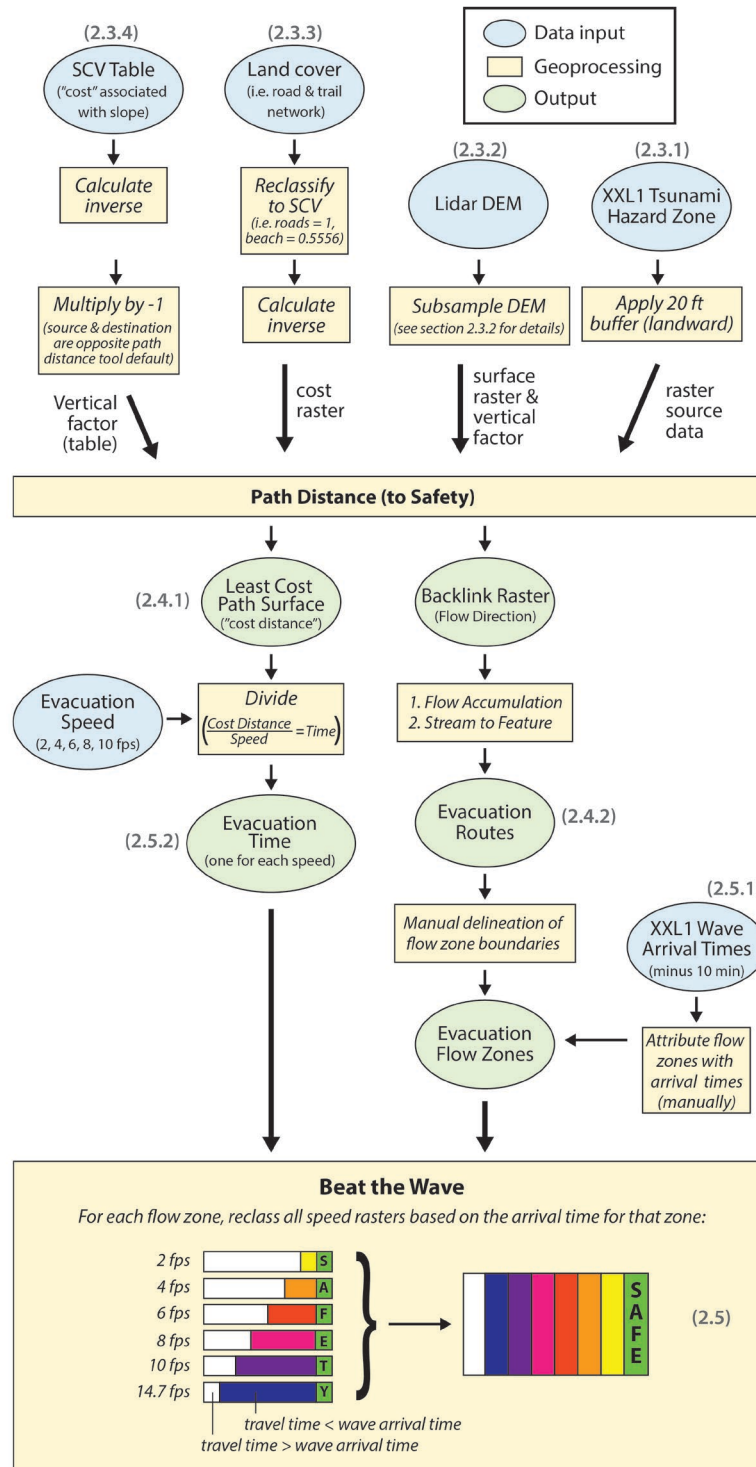 (2.3.4)
SCV Table
("cost" associated
with slope)
Calculate
inverse
Multiply by -1
(source & destination
are opposite path
distance tool default)
Vertical
factor
(table)
(2.3.3)
Land cover
(i.e. road & trail
network)
Reclassify
to SCV
(i.e. roads = 1,
beach = 0.5556)
Calculate
inverse
cost
raster
Data input
Geoprocessing
Output
(2.3.2)
Lidar DEM
Subsample DEM
(see section 2.3.2 for details)
surface
raster &
vertical
factor
(2.3.1)
XXL1 Tsunami
Hazard Zone
Apply 20 ft
buffer (landward)
raster
source
data
Path Distance (to Safety)
(2.4.1)
Least Cost
Path Surface
("cost distance")
Evacuation
Speed
(2, 4, 6, 8, 10 fps)
Divide
(Cost Distance
Speed
=Time)
(2.5.2)
Evacuation
Time
(one for each speed)
Backlink Raster
(Flow Direction)
1. Flow Accumulation
2. Stream to Feature
Evacuation
Routes
(2.4.2)
Manual delineation of
flow zone boundaries
Evacuation
Flow Zones
(2.5.1)
XXL1 Wave
Arrival Times
(minus 10 min)
Attribute flow
zones with
arrival times
(manually)
Beat the Wave
For each flow zone, reclass all speed rasters based on the arrival time for that zone:
2 fps S
4 fps A
6 fps F
8 fps E
10 fps T
14.7 fps Y
travel time < wave arrival time
travel time > wave arrival time
S
A
F
E
(2.5)